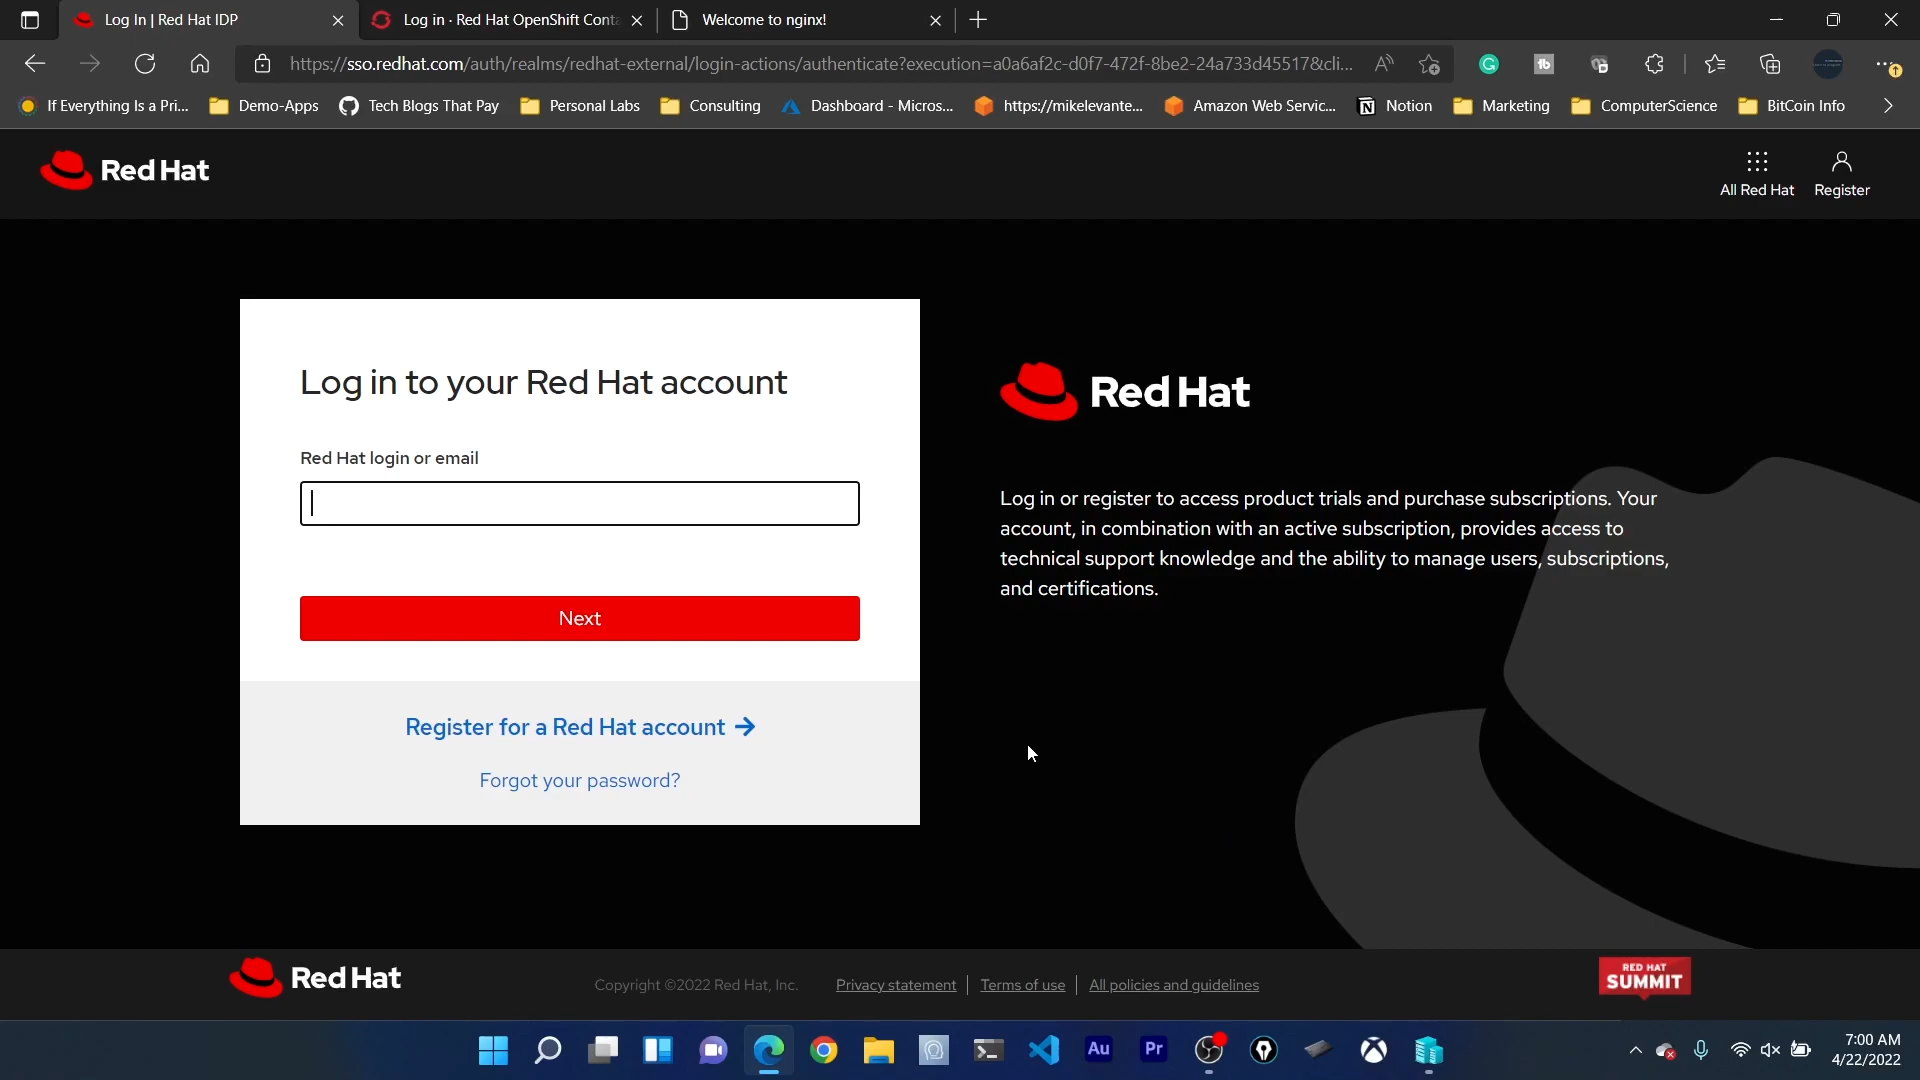 Log In | Red Hat IDP
Log in · Red Hat OpenShift Conta
Welcome to nginx!
https://sso.redhat.com/auth/realms/redhat-external/login-actions/authenticate?execution=a0a6af2c-d0f7-472f-8be2-24a733d45517&cli...
If Everything Is a Pri...
Demo-Apps
Tech Blogs That Pay
Personal Labs
Consulting
Dashboard - Micros...
https://mikelevante...
Amazon Web Servic...
Notion
Marketing
ComputerScience
BitCoin Info
Red Hat
All Red Hat
Register
Log in to your Red Hat account
Red Hat login or email
Next
Register for a Red Hat account
Forgot your password?
Red Hat
Log in or register to access product trials and purchase subscriptions. Your
account, in combination with an active subscription, provides access to
technical support knowledge and the ability to manage users, subscriptions,
and certifications.
Red Hat
Copyright ©2022 Red Hat, Inc.
Privacy statement
Terms of use
All policies and guidelines
RED HAT
SUMMIT
Au
Pr
7:00 AM
4/22/2022